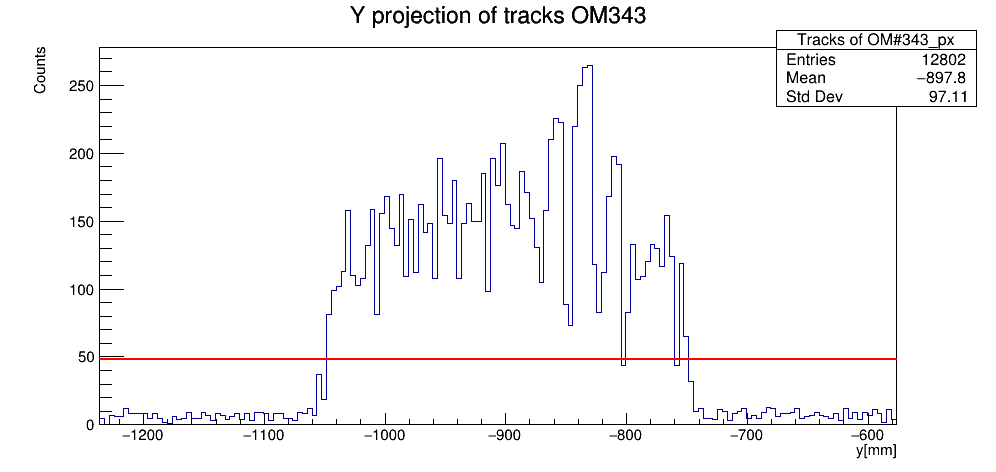 Y projection of tracks OM343
Tracks of OM#343_px
Entries 12802
Mean −897.8
Std Dev 97.11
Counts
250
200
150
100
50
0
−1200 −1100 −1000 −900 −800 −700 −600
y[mm]